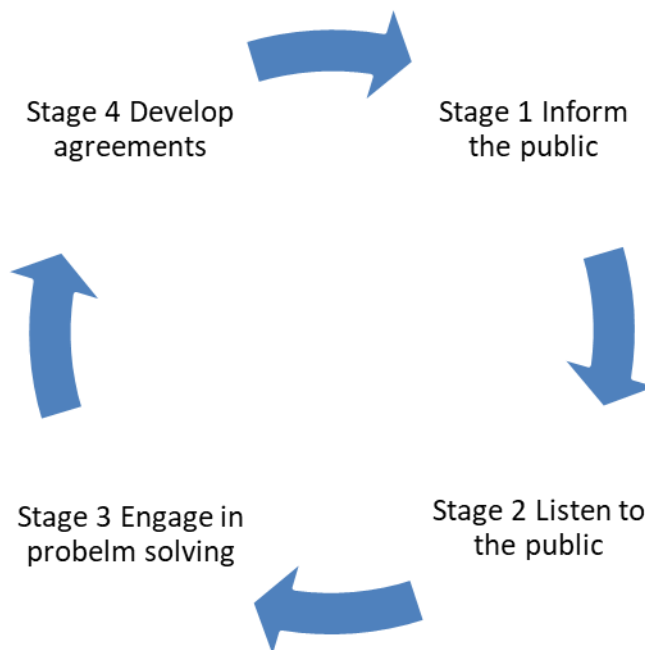 Stage 1 Inform
the public
Stage 2 Listen to
the public
Stage 3 Engage in
probelm solving
Stage 4 Develop
agreements